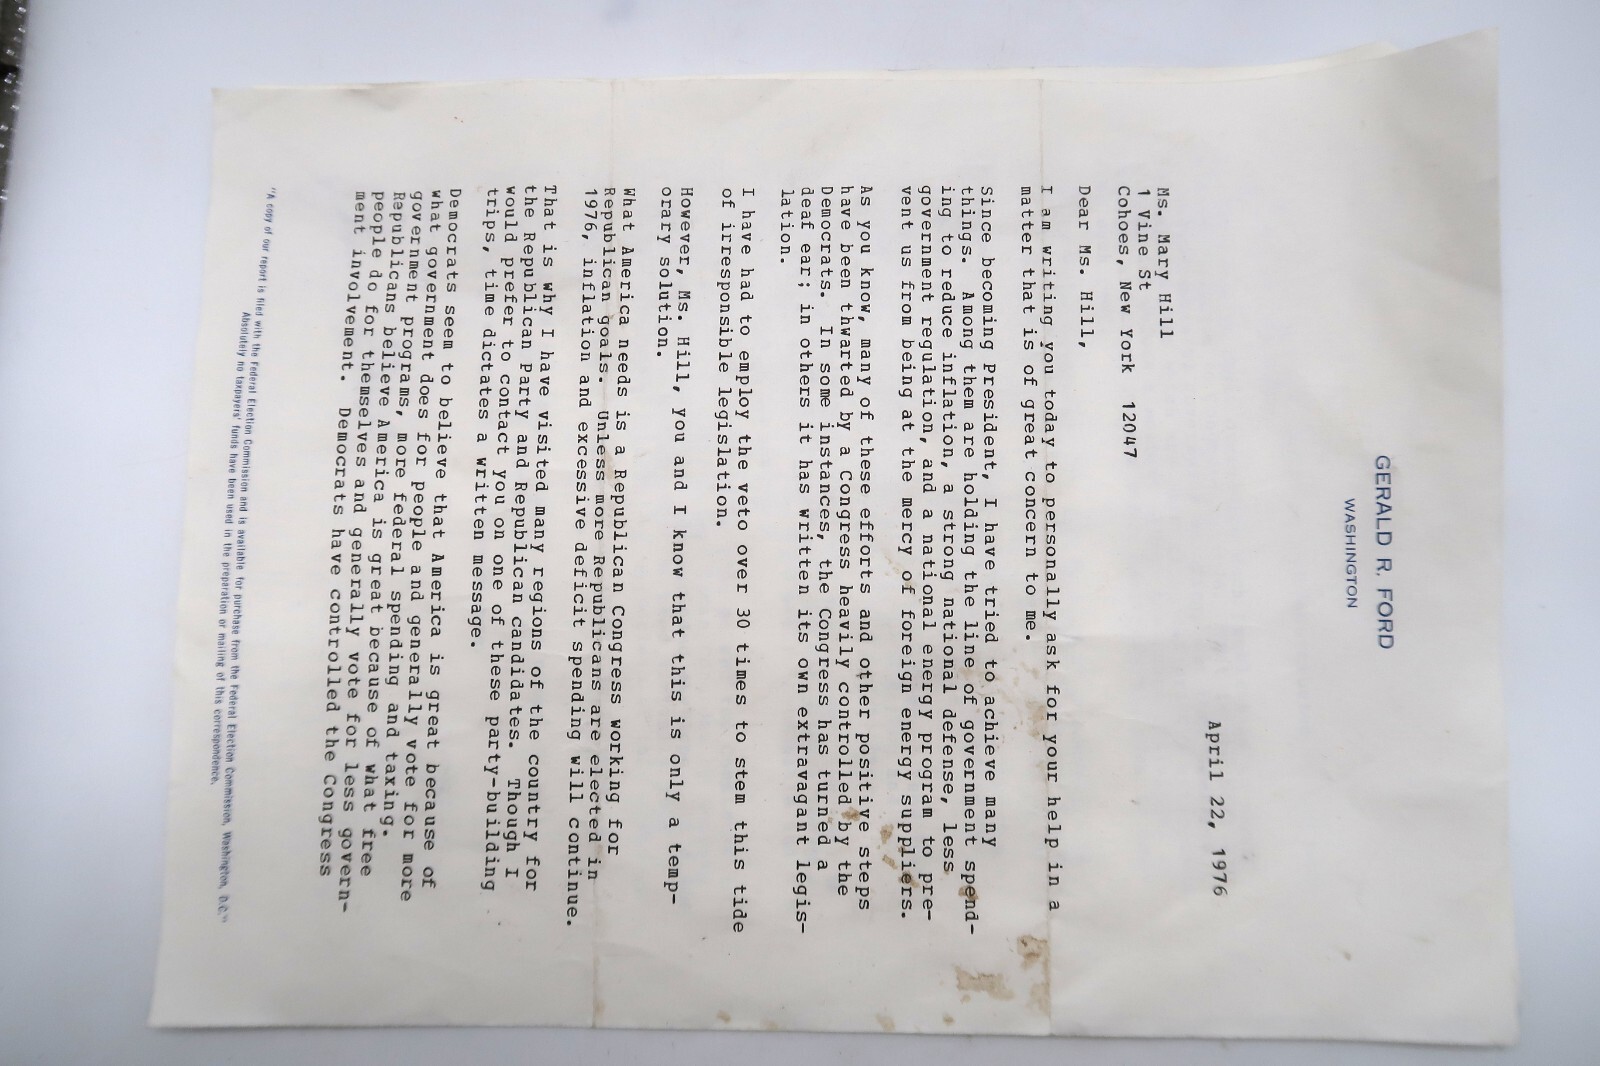 GERALD R. FORD
WASHINGTON
April 22, 1976
Ms. Mary Hill
1 Vine St
Cohoes, New York 12047
Dear Ms. Hill,
I am writing you today to personally ask for your help in a
matter that is of great concern to me.
Since becoming President, I have tried to achieve many
things. Among them are holding the line of government spend-
ing to reduce inflation, a strong national defense, less
government regulation, and a national energy program to pre-
vent us from being at the mercy of foreign energy suppliers.
As you know, many of these efforts and other positive steps
have been thwarted by a Congress heavily controlled by the
Democrats. In some instances, the Congress has turned a
deaf ear; in others it has written its own extravagant legis-
lation.
I have had to employ the veto over 30 times to stem this tide
of irresponsible legislation.
However, Ms. Hill, you and I know that this is only a temp-
orary solution.
What America needs is a Republican Congress working for
Republican goals. Unless more Republicans are elected in
1976, inflation and excessive deficit spending will continue.
That is why I have visited many regions of the country for
the Republican Party and Republican candidates. Though I
would prefer to contact you on one of these party-building
trips, time dictates a written message.
Democrats seem to believe that America is great because of
what government does for people and generally vote for more
government programs, more federal spending and taxing.
Republicans believe America is great because of what free
people do for themselves and generally vote for less govern-
ment involvement. Democrats have controlled the Congress
"A copy of our report is filed with the Federal Election Commission and is available for purchase from the Federal Election Commission, Washington, D.C."
Absolutely no taxpayers' funds have been used in the preparation or mailing of this correspondence.